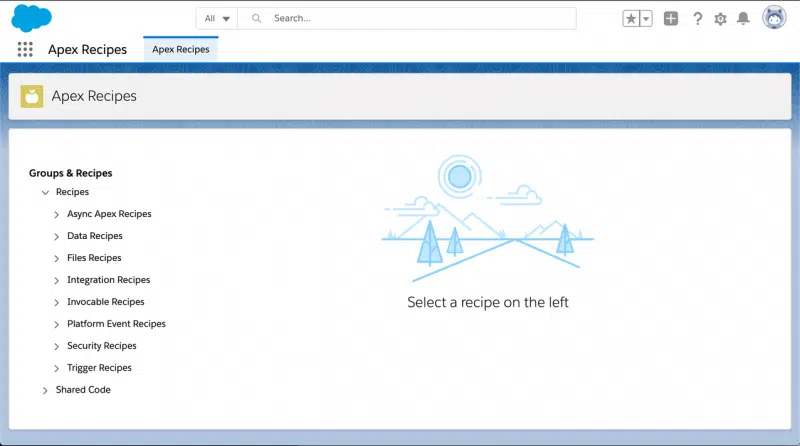 All
Search...
Apex Recipes
Apex Recipes
Apex Recipes
Groups & Recipes
Recipes
Async Apex Recipes
Data Recipes
Files Recipes
Integration Recipes
Invocable Recipes
Platform Event Recipes
Security Recipes
Trigger Recipes
Shared Code
Select a recipe on the left